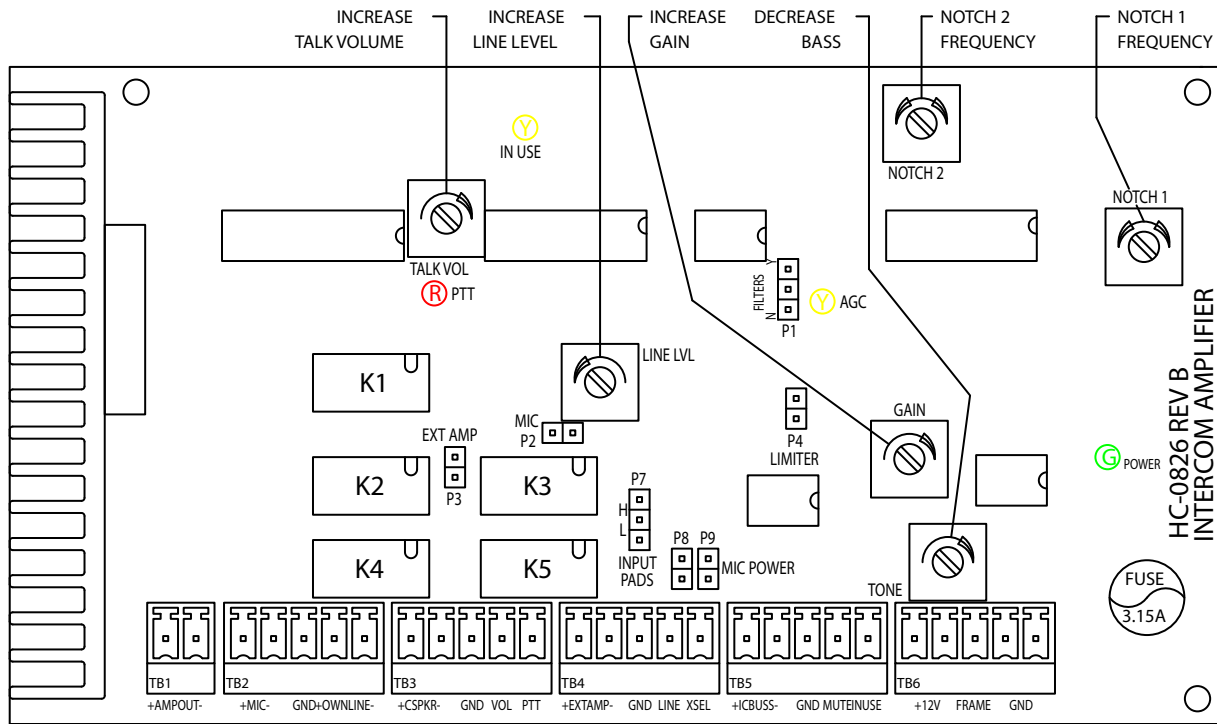 INCREASE
TALK VOLUME
INCREASE
LINE LEVEL
INCREASE
GAIN
DECREASE
BASS
NOTCH 2
FREQUENCY
NOTCH 1
FREQUENCY
Y
IN USE
NOTCH 2
NOTCH 1
TALK VOL
R PTT
Y
FILTERS
N
P1
Y AGC
HC-0826 REV B
INTERCOM AMPLIFIER
LINE LVL
K1
MIC
P2
EXT AMP
P3
P4
LIMITER
GAIN
G POWER
K2
K3
P7
H
L
INPUT
PADS
P8 P9
MIC POWER
K4
K5
TONE
FUSE
3.15A
TB1
TB2
TB3
TB4
TB5
TB6
+AMPOUT-
+MIC- GND+OWNLINE-
+CSPKR- GND VOL PTT
+EXTAMP- GND LINE XSEL
+ICBUSS- GND MUTEINUSE
+12V FRAME GND